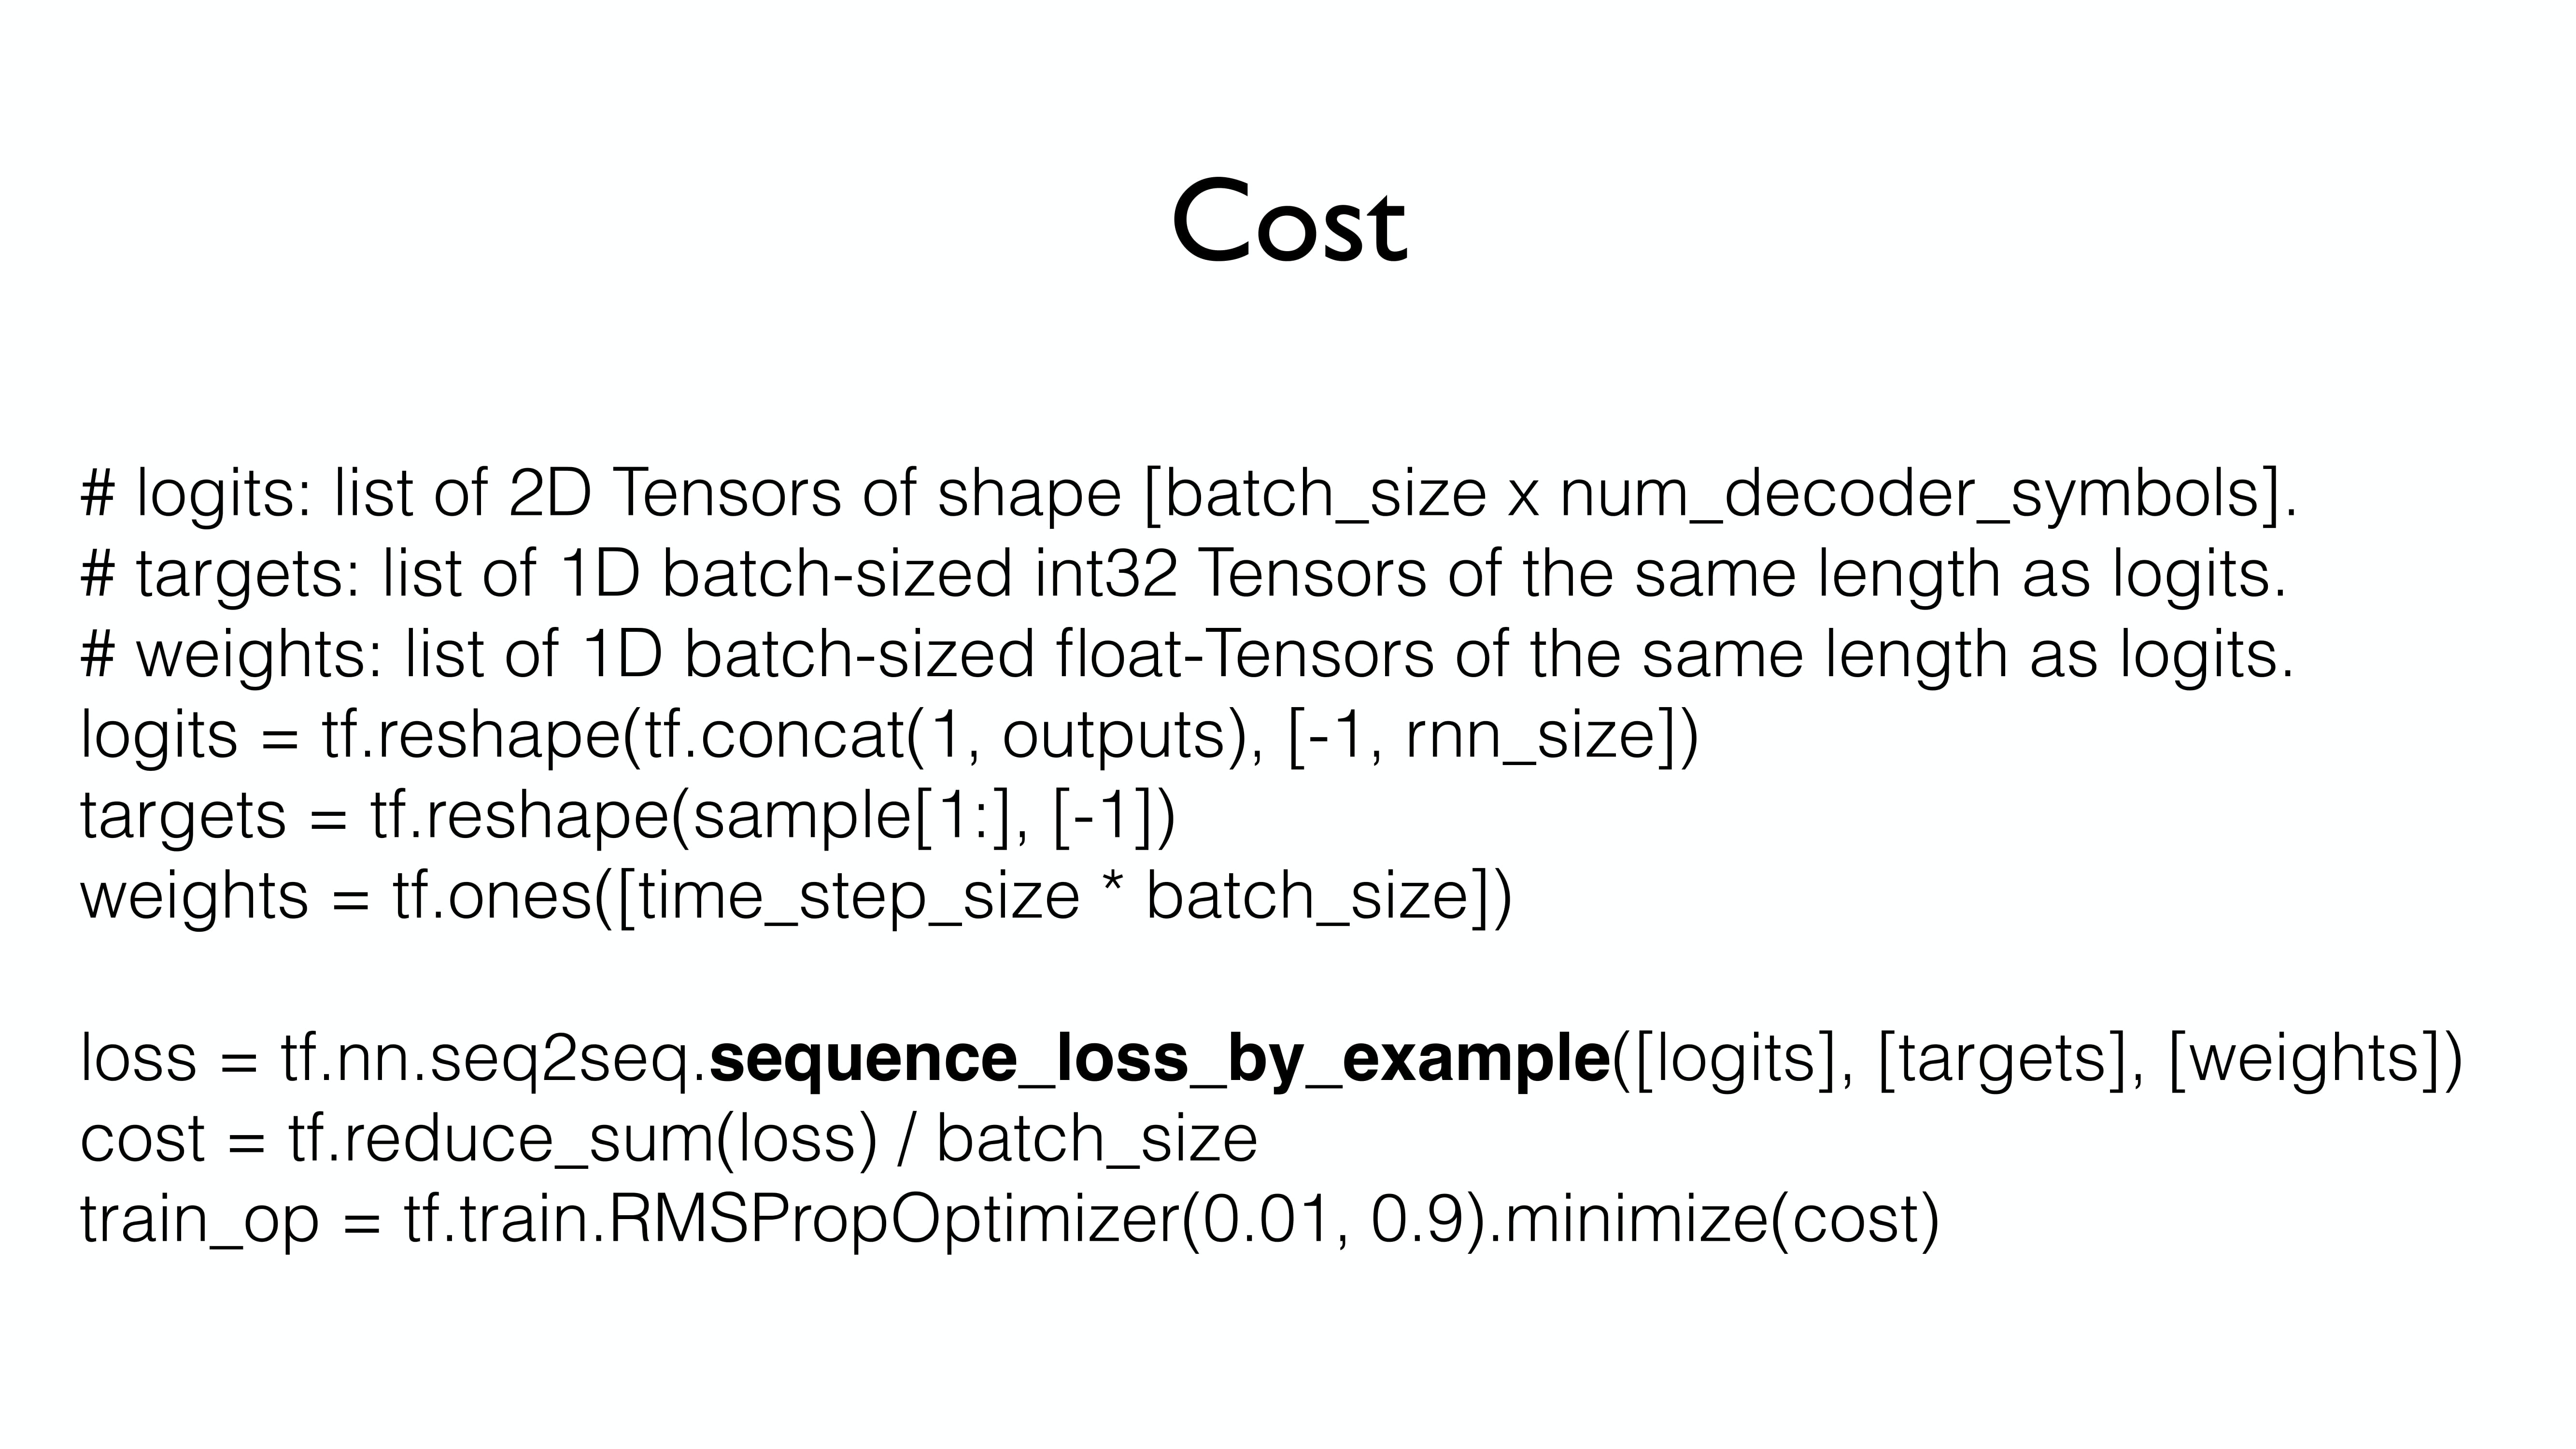 Cost
# logits: list of 2D Tensors of shape [batch_size x num_decoder_symbols].
# targets: list of 1D batch-sized int32 Tensors of the same length as logits.
# weights: list of 1D batch-sized float-Tensors of the same length as logits.
logits = tf.reshape(tf.concat(1, outputs), [-1, rnn_size])
targets = tf.reshape(sample[1:], [-1])
weights = tf.ones([time_step_size * batch_size])
loss = tf.nn.seq2seq.sequence_loss_by_example([logits], [targets], [weights])
cost = tf.reduce_sum(loss) / batch_size
train_op = tf.train.RMSPropOptimizer(0.01, 0.9).minimize(cost)